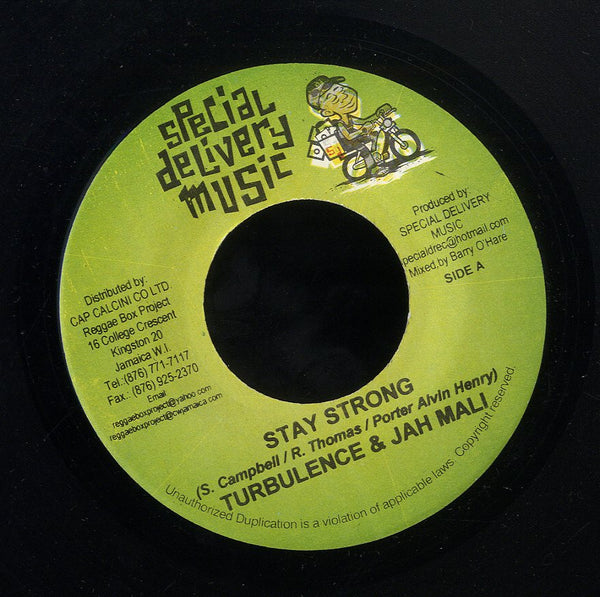 special
delivery
music
51
Produced by:
SPECIAL DELIVERY
MUSIC
pecialdrec@hotmail.com
Mixed by Barry O'Hare
SIDE A
Distributed by:
CAP CALCINI CO LTD.
Reggae Box Project
16 College Crescent
Kingston 20
Jamaica W.I.
Tel.:(876) 771-7117
Fax.: (876) 925-2370
Email
reggaeboxproject@yahoo.com
reggaeboxproject@cwjamaica.com
STAY STRONG
(S. Campbell / R. Thomas / Porter Alvin Henry)
TURBULENCE & JAH MALI
Unauthorized Duplication is a violation of applicable laws. Copyright reserved.